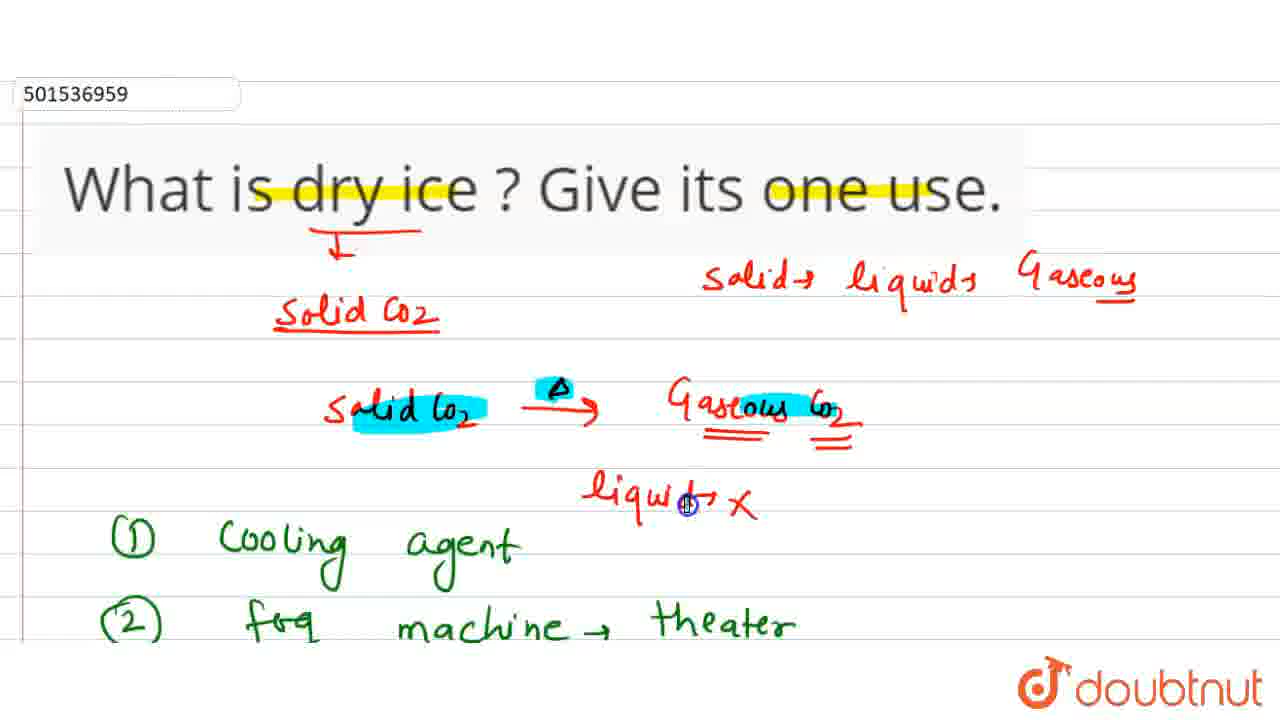 501536959
What is dry ice ? Give its one use.
Solid → liquid → Gaseous
Solid CO2
Solid CO2 Δ → Gaseous CO2
liquid → X
(1) Cooling agent
(2) fog machine → theater
doubtnut